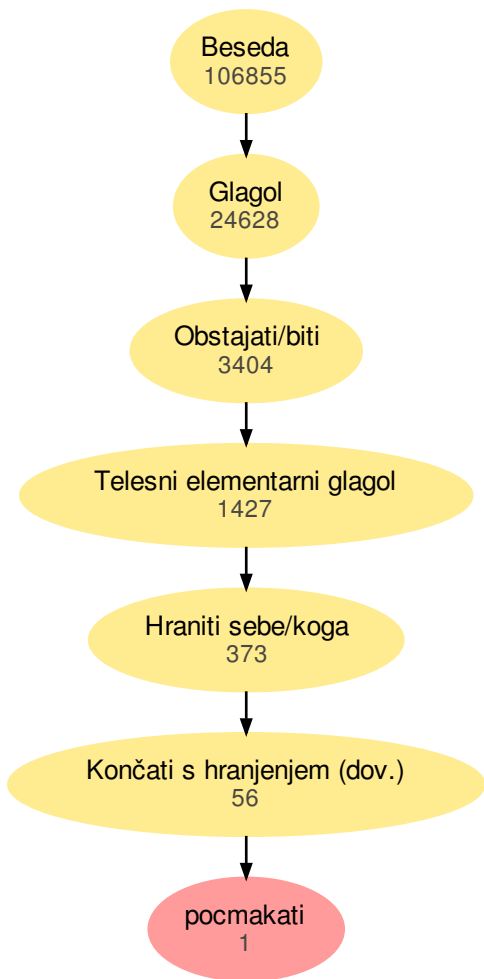 Beseda
106855
Glagol
24628
Obstajati/biti
3404
Telesni elementarni glagol
1427
Hraniti sebe/koga
373
Končati s hranjenjem (dov.)
56
pocmakati
1